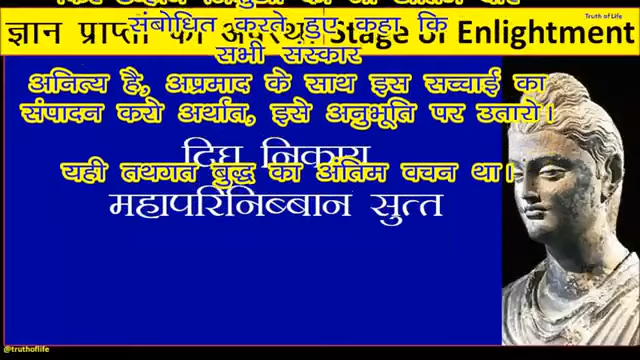 Truth of Life
संबोधित करते हुए कहा कि
ज्ञान प्राप्ती की Stage of Enlightment
सभी संस्कार
अनित्य है, अप्रमाद के साथ इस सच्चाई का
संपादन करो अर्थात, इसे अनुभूति पर उतारो।
दिघ निकाय
यही तथगत बुद्ध का अंतिम वचन था।
महापरिनिब्बान सुत्त
@truthoflife